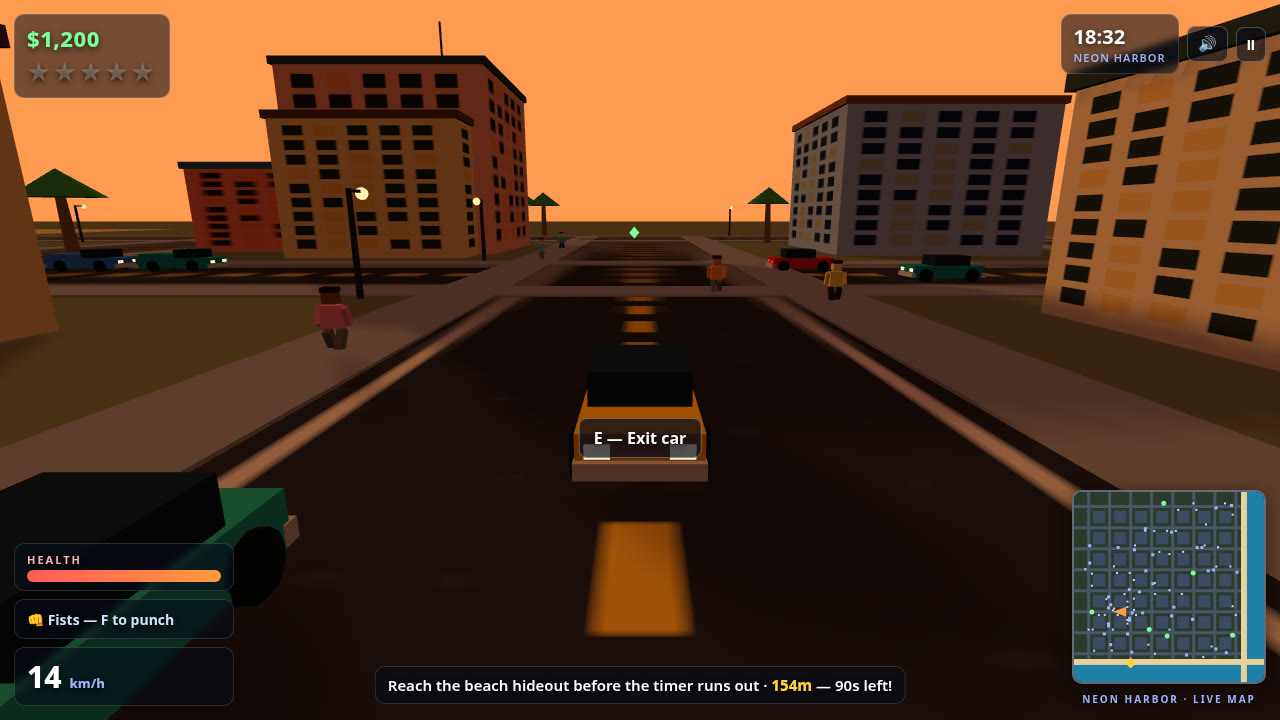 $1,200
18:32
NEON HARBOR
E — Exit car
HEALTH
👊 Fists — F to punch
14 km/h
Reach the beach hideout before the timer runs out · 154m — 90s left!
NEON HARBOR · LIVE MAP